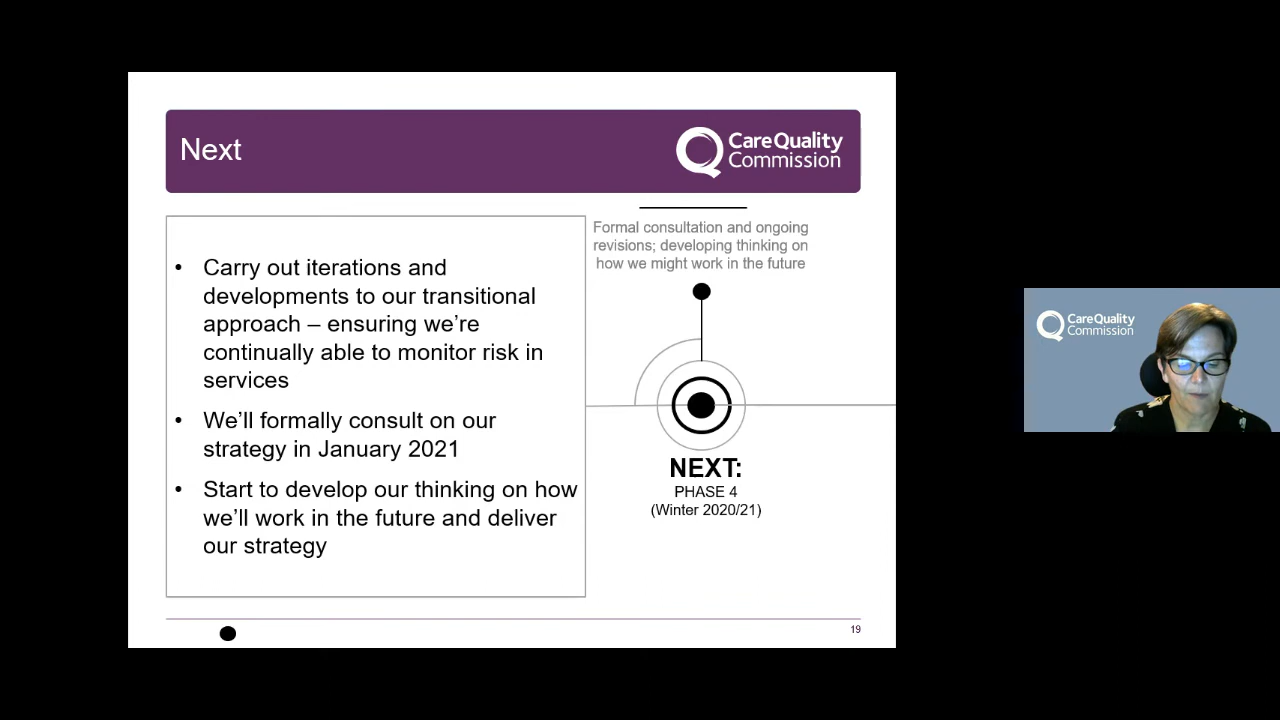 Next
CareQuality
Commission
Formal consultation and ongoing
revisions; developing thinking on
how we might work in the future
• Carry out iterations and
developments to our transitional
approach – ensuring we're
continually able to monitor risk in
services
• We'll formally consult on our
strategy in January 2021
• Start to develop our thinking on how
we'll work in the future and deliver
our strategy
NEXT:
PHASE 4
(Winter 2020/21)
19
CareQuality
Commission